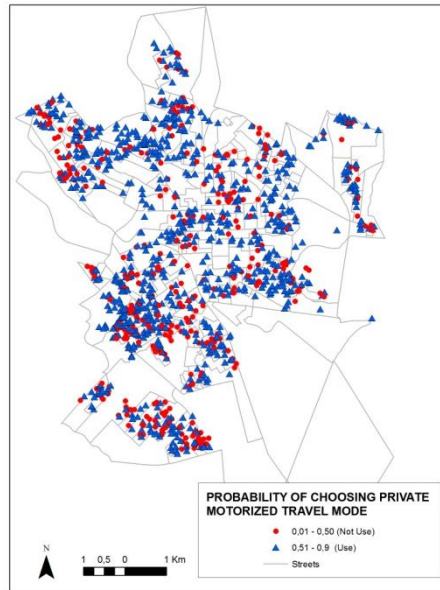 PROBABILITY OF CHOOSING PRIVATE
MOTORIZED TRAVEL MODE
0,01 - 0,50 (Not Use)
0,51 - 0,9 (Use)
Streets
N
1 0,5 0 1 Km